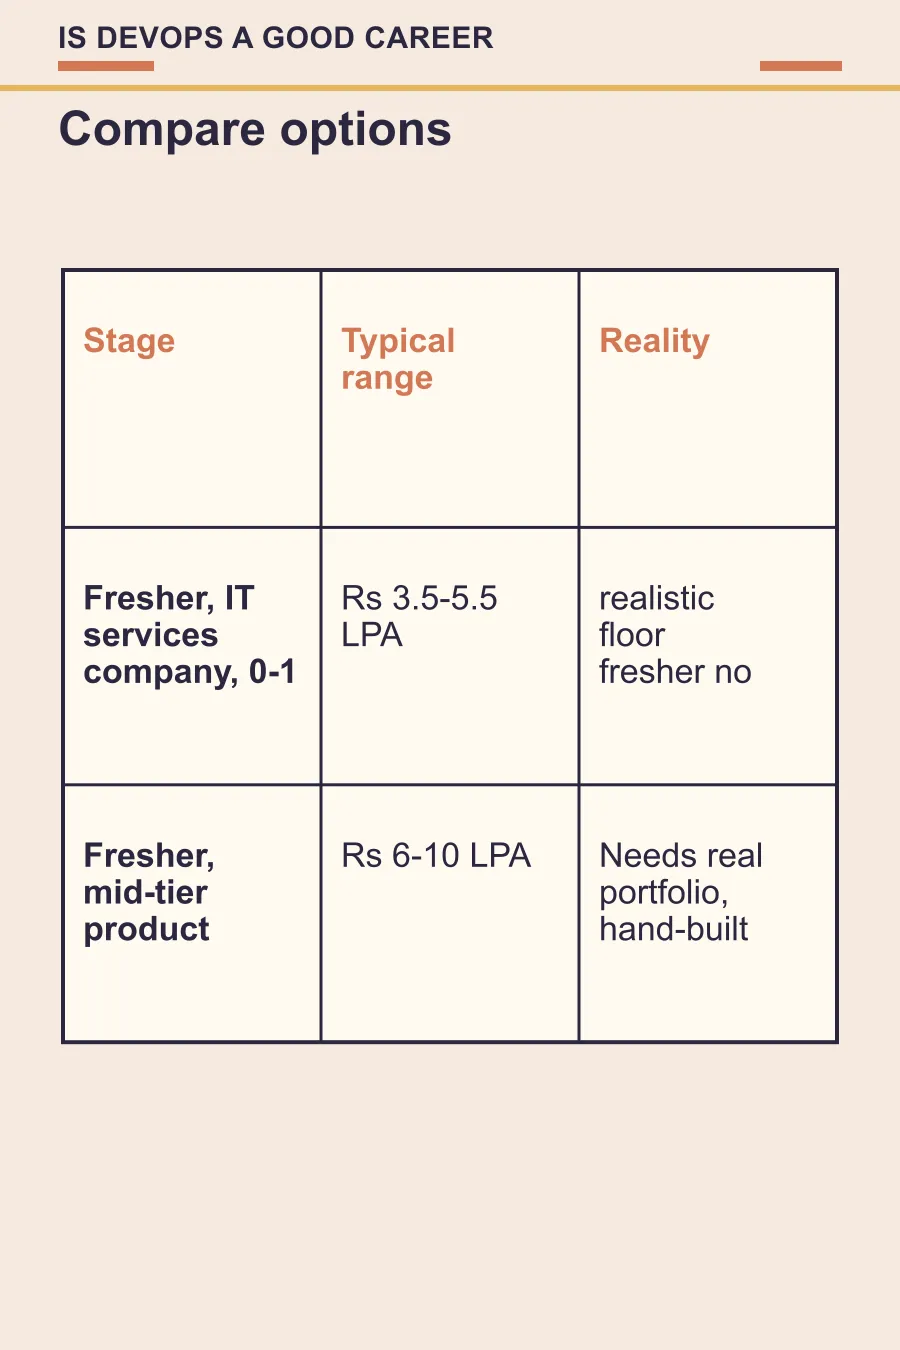 IS DEVOPS A GOOD CAREER
Compare options
Stage
Typical
range
Reality
Fresher, IT
services
company, 0-1
Rs 3.5-5.5
LPA
realistic
floor
fresher no
Fresher,
mid-tier
product
Rs 6-10 LPA
Needs real
portfolio,
hand-built